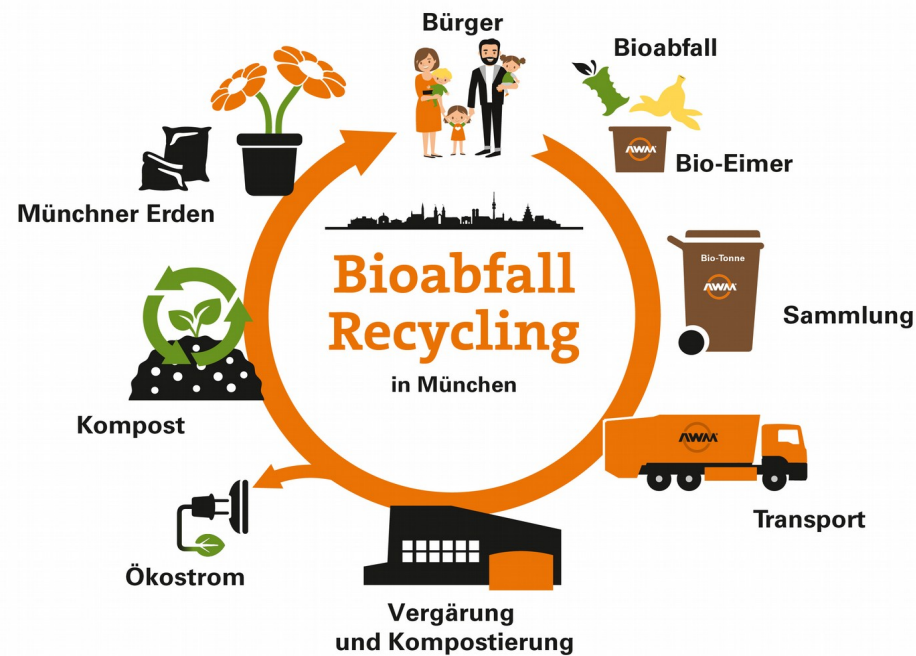 Bürger
Bioabfall
AWM
Bio-Eimer
Bio-Tonne
AWM
Sammlung
AWM
Transport
Vergärung
und Kompostierung
Ökostrom
Kompost
Münchner Erden
Bioabfall
Recycling
in München